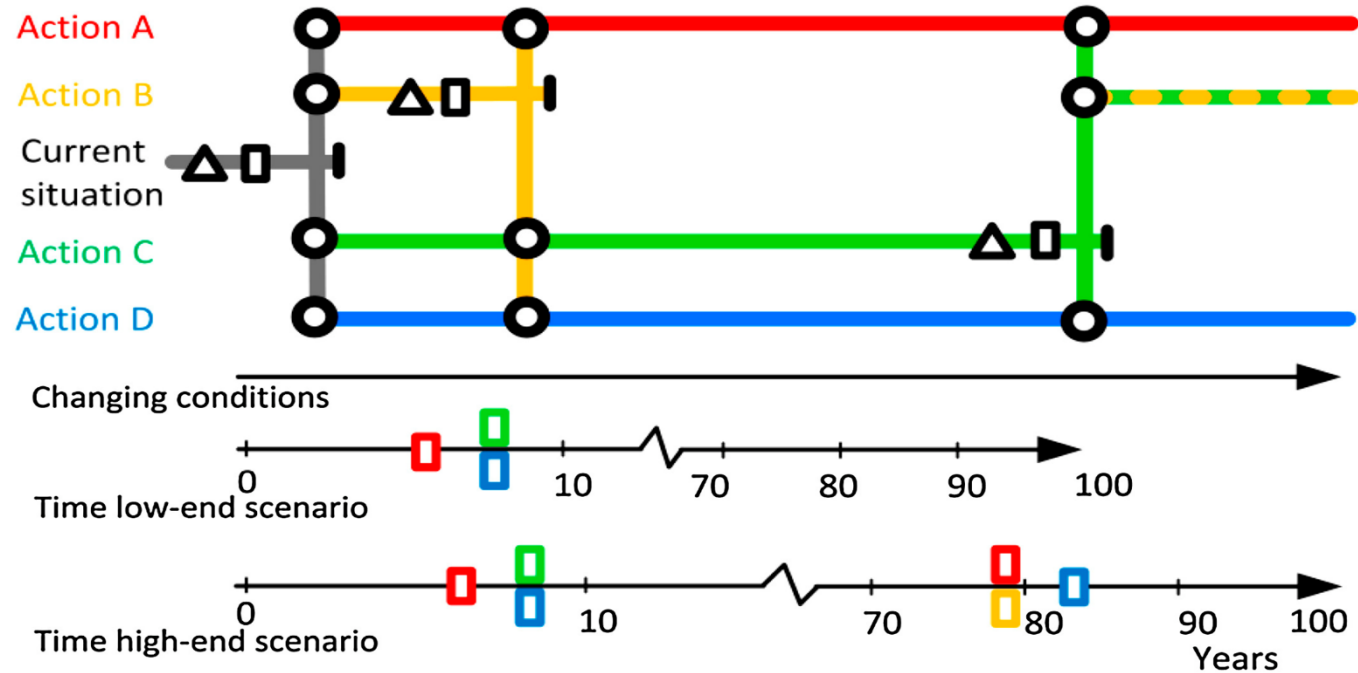 Action A
Action B
Current
situation
Action C
Action D
Changing conditions
0 10 70 80 90 100
Time low-end scenario
0 10 70 80 90 100
Time high-end scenario
Years